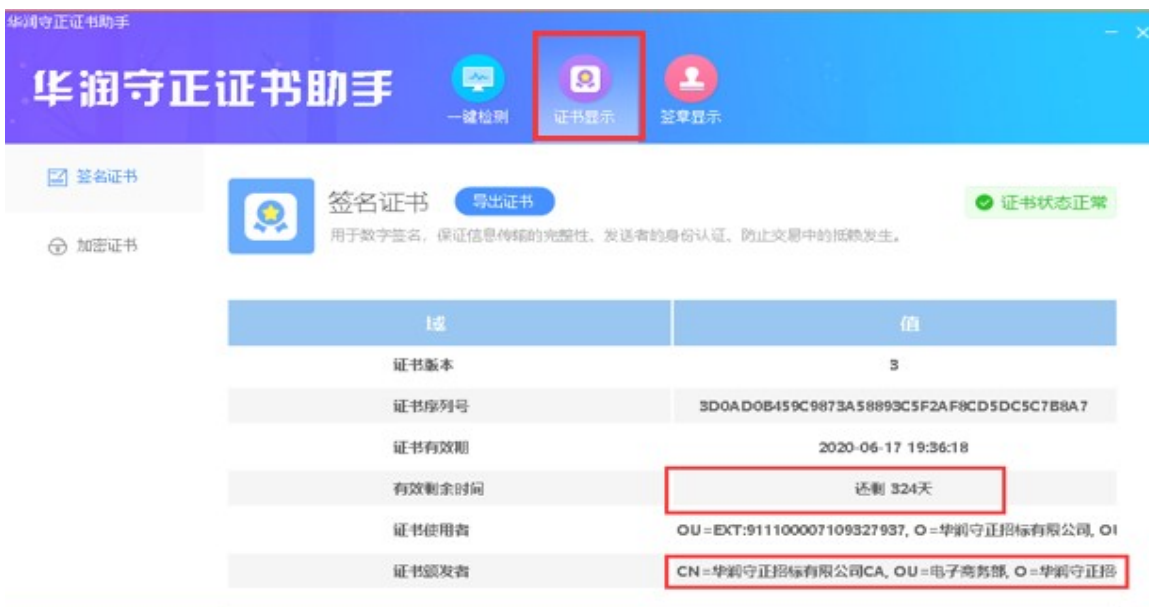 华润守正证书助手
华润守正证书助手
一键检测
证书显示
签章显示
签名证书
加密证书
签名证书
导出证书
证书状态正常
用于数字签名，保证信息传输的完整性、发送者的身份认证、防止交易中的抵赖发生。
域 值
证书版本 3
证书序列号 3D0AD0B459C9873A58893C5F2AF8CD5DC5C7B8A7
证书有效期 2020-06-17 19:36:18
有效剩余时间 还剩 324天
证书使用者 OU=EXT:911100007109327937, O=华润守正招标有限公司, OU
证书颁发者 CN=华润守正招标有限公司CA, OU=电子商务部, O=华润守正招